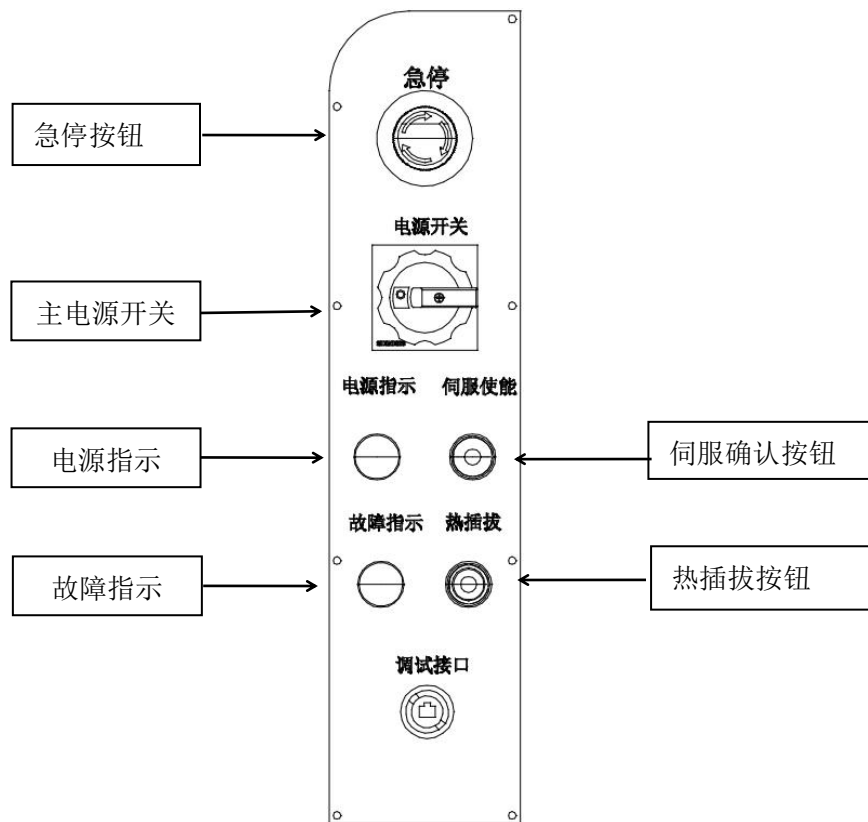 急停
急停按钮
电源开关
主电源开关
电源指示 伺服使能
电源指示
伺服确认按钮
故障指示 热插拔
故障指示
热插拔按钮
调试接口